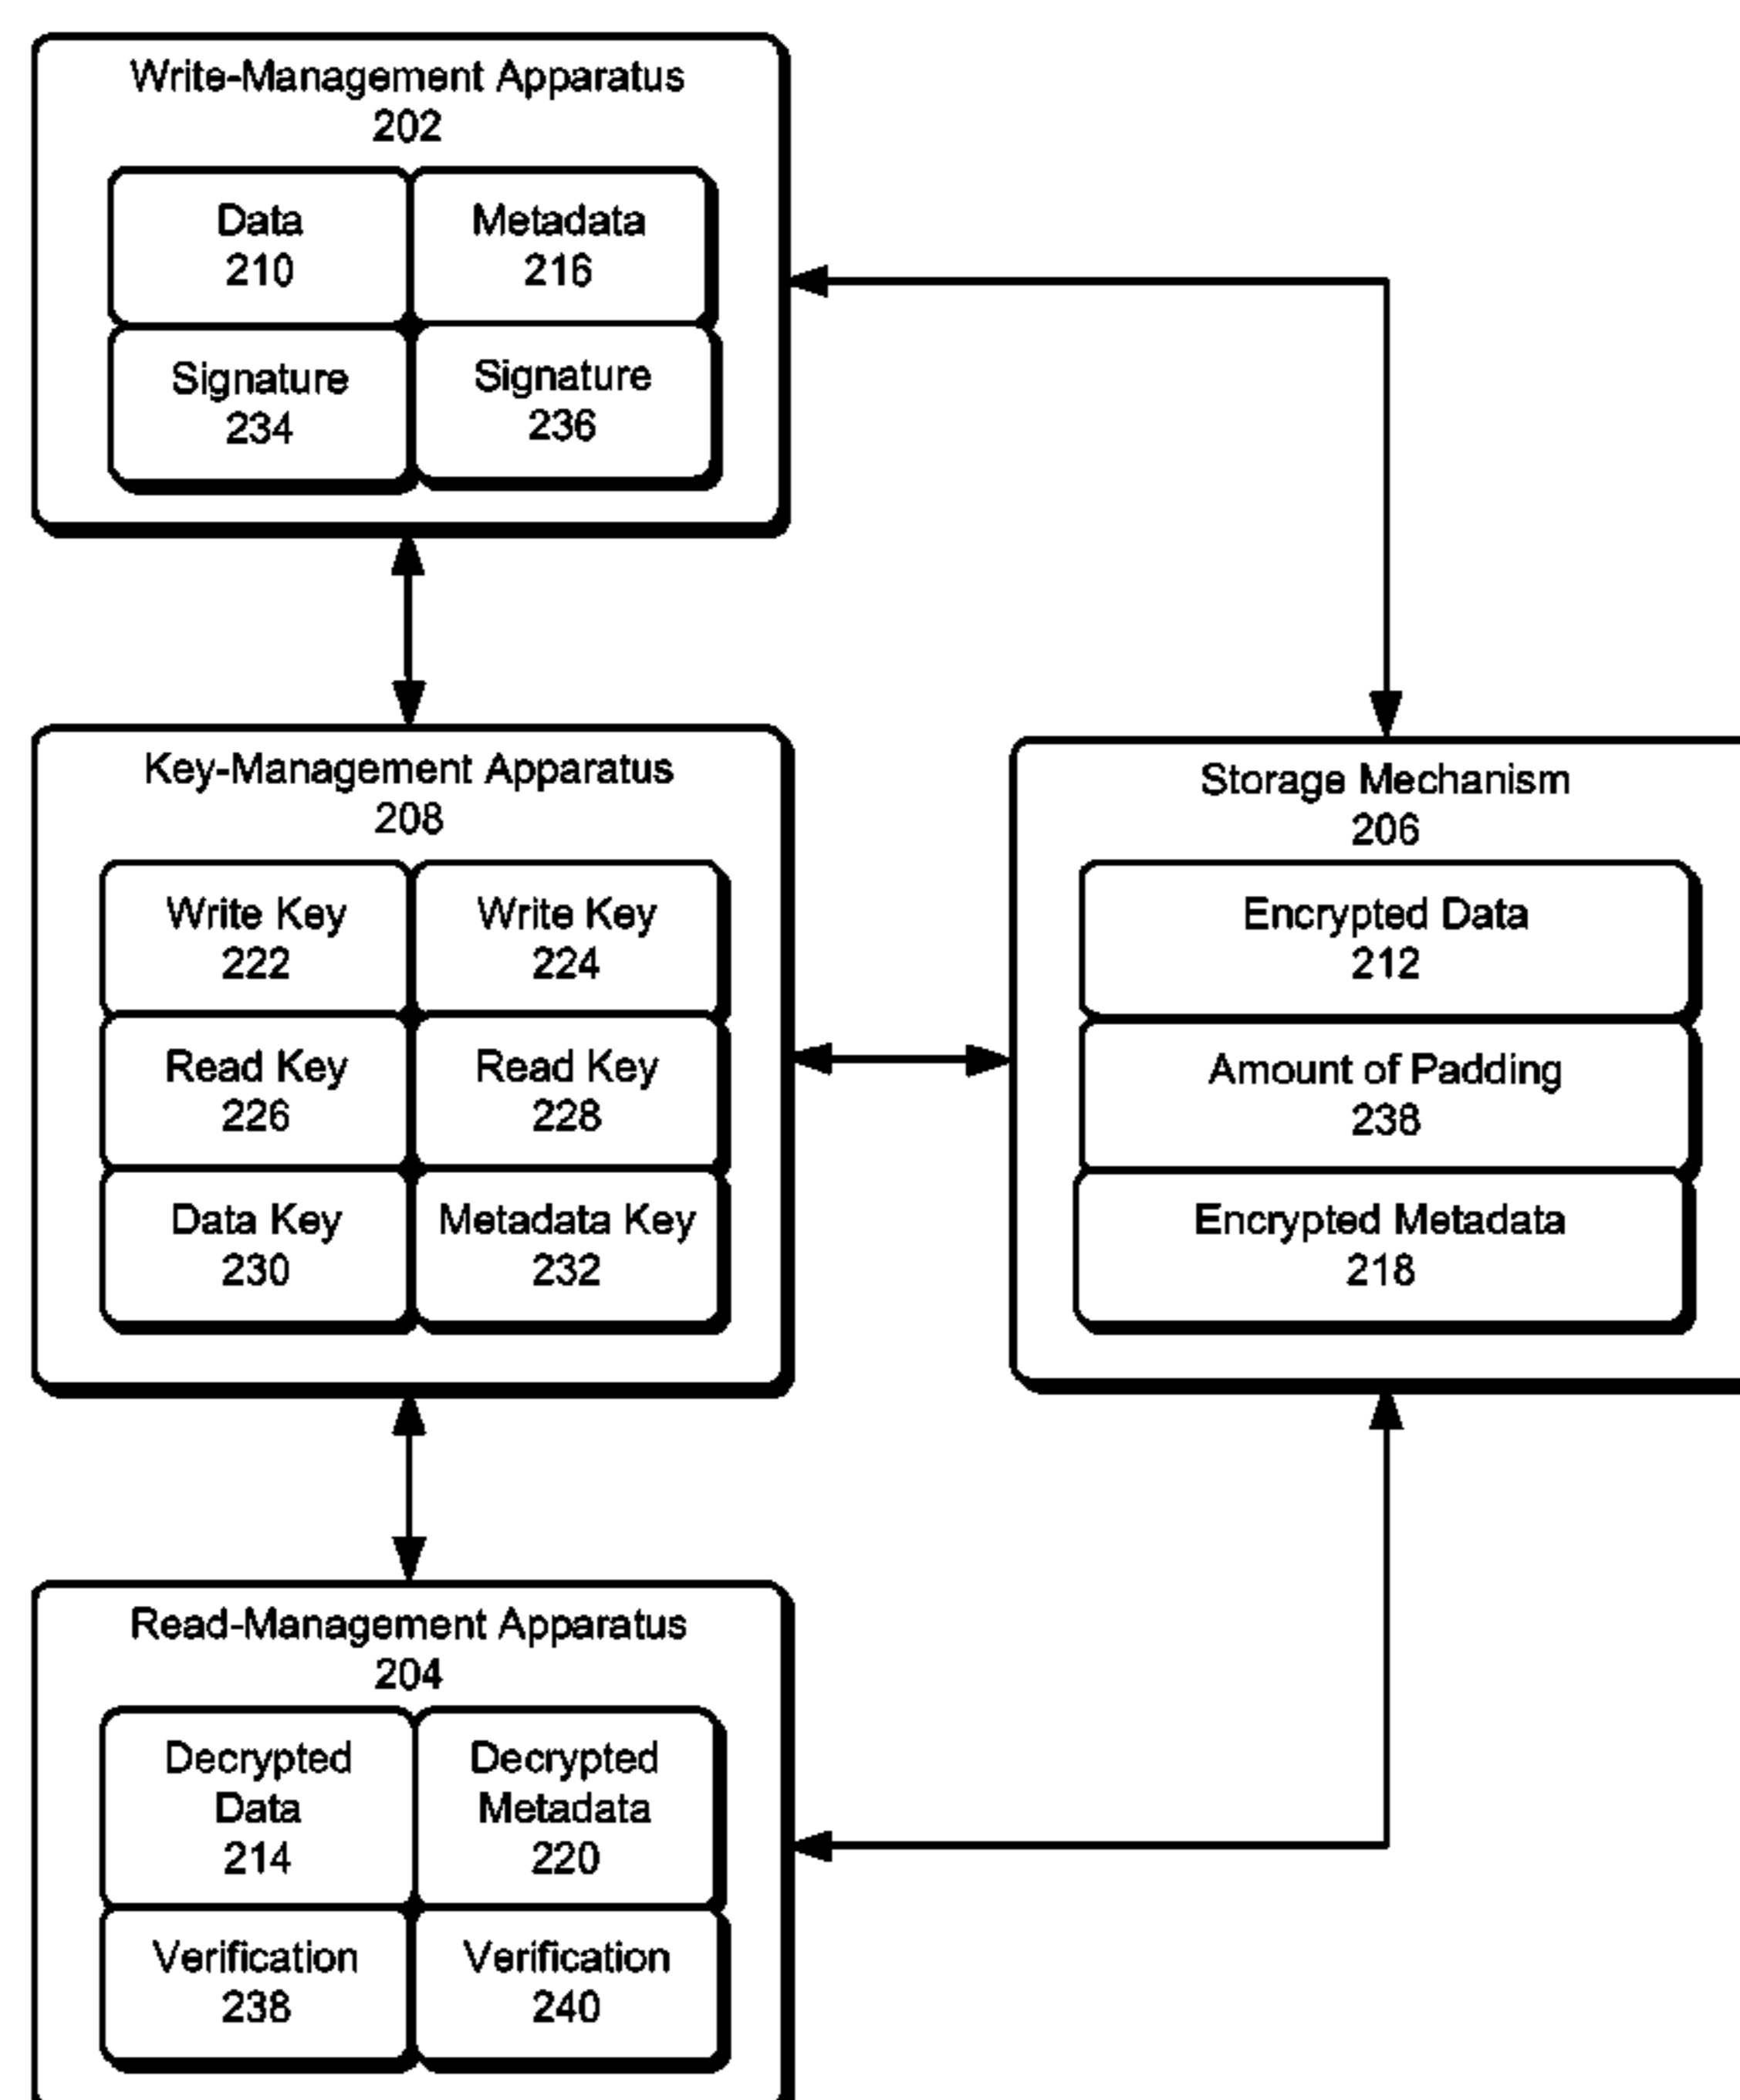 Write-Management Apparatus
202
Data
210
Metadata
216
Signature
234
Signature
236
Key-Management Apparatus
208
Write Key
222
Write Key
224
Read Key
226
Read Key
228
Data Key
230
Metadata Key
232
Storage Mechanism
206
Encrypted Data
212
Amount of Padding
238
Encrypted Metadata
218
Read-Management Apparatus
204
Decrypted
Data
214
Decrypted
Metadata
220
Verification
238
Verification
240